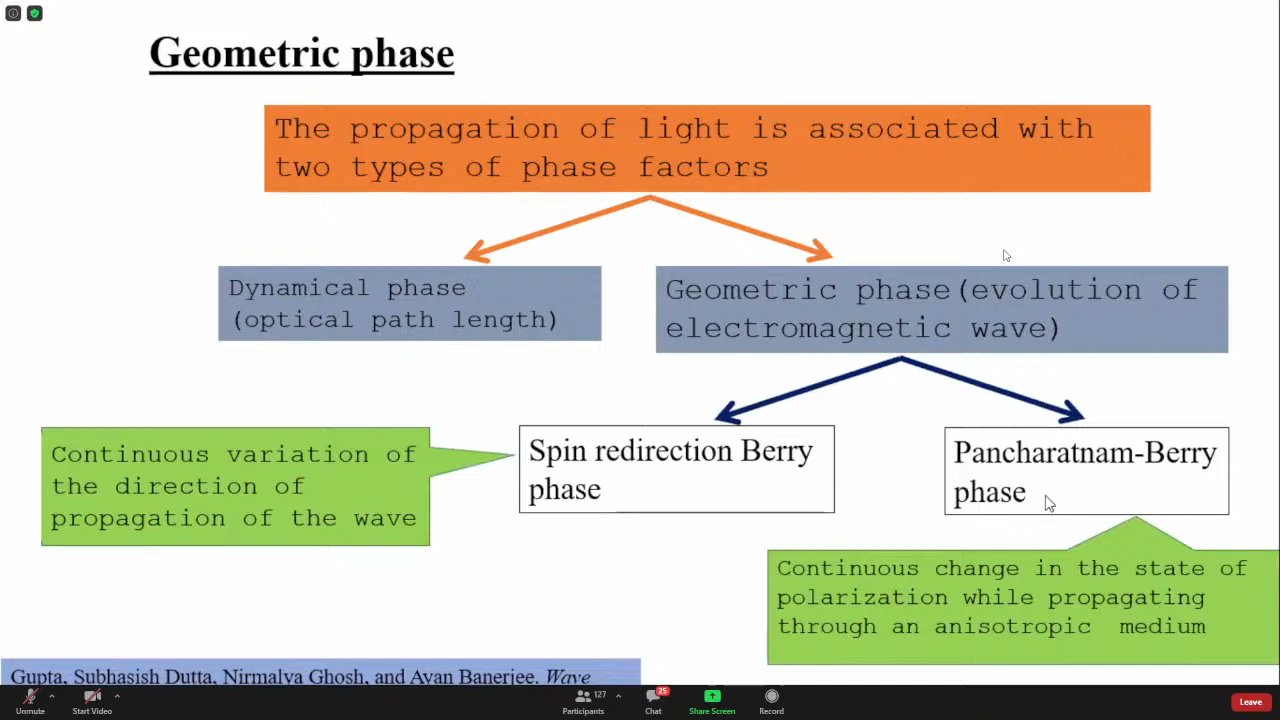 Geometric phase
The propagation of light is associated with
two types of phase factors
Dynamical phase
(optical path length)
Geometric phase(evolution of
electromagnetic wave)
Continuous variation of
the direction of
propagation of the wave
Spin redirection Berry
phase
Pancharatnam-Berry
phase
Continuous change in the state of
polarization while propagating
through an anisotropic medium
Gupta, Subhasish Dutta, Nirmalya Ghosh, and Ayan Banerjee. Wave
Unmute
Start Video
127
Participants
25
Chat
Share Screen
Record
Leave